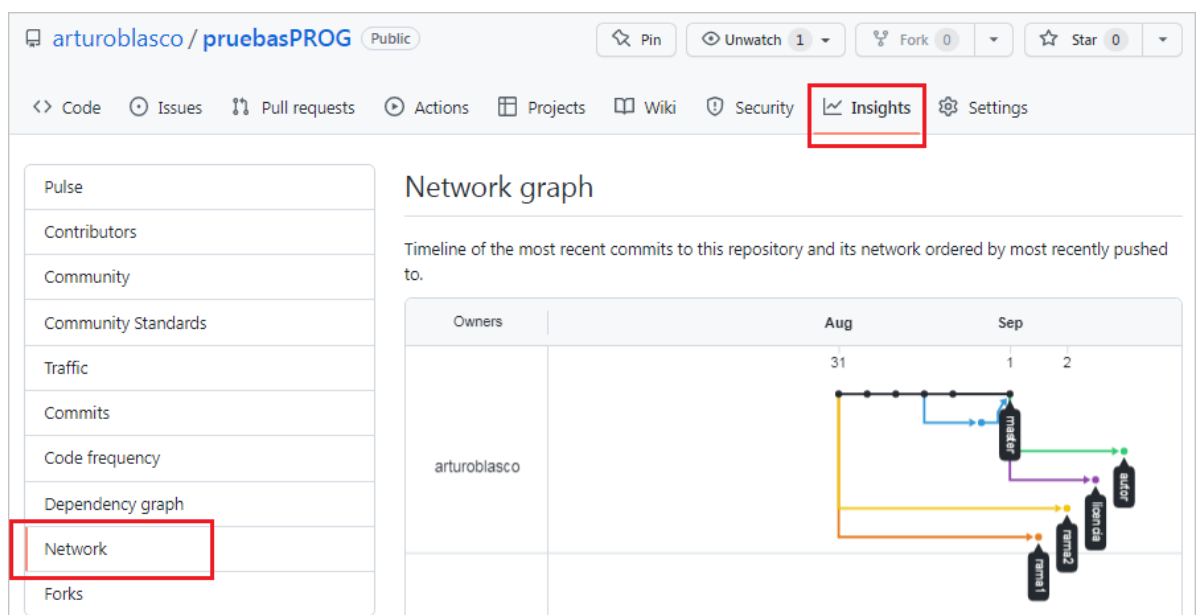 arturoblasco / pruebasPROG Public Pin Unwatch 1 Fork 0 Star 0
Code Issues Pull requests Actions Projects Wiki Security Insights Settings
Pulse
Contributors
Community
Community Standards
Traffic
Commits
Code frequency
Dependency graph
Network
Forks
Network graph
Timeline of the most recent commits to this repository and its network ordered by most recently pushed
to.
Owners Aug Sep
31 1 2
arturoblasco
master
autor
licencia
rama2
rama1